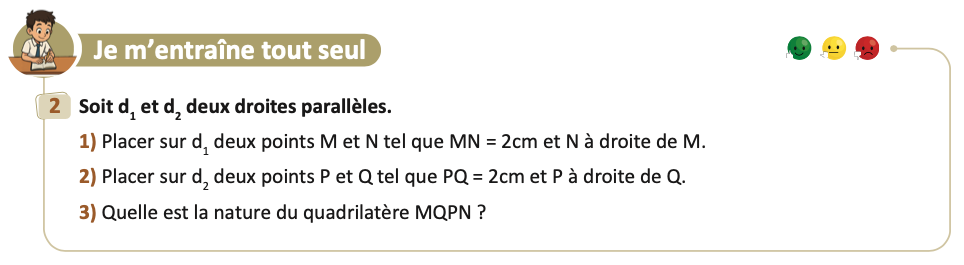 Je m'entraîne tout seul
2 Soit d₁ et d₂ deux droites parallèles.
1) Placer sur d₁ deux points M et N tel que MN = 2cm et N à droite de M.
2) Placer sur d₂ deux points P et Q tel que PQ = 2cm et P à droite de Q.
3) Quelle est la nature du quadrilatère MQPN ?